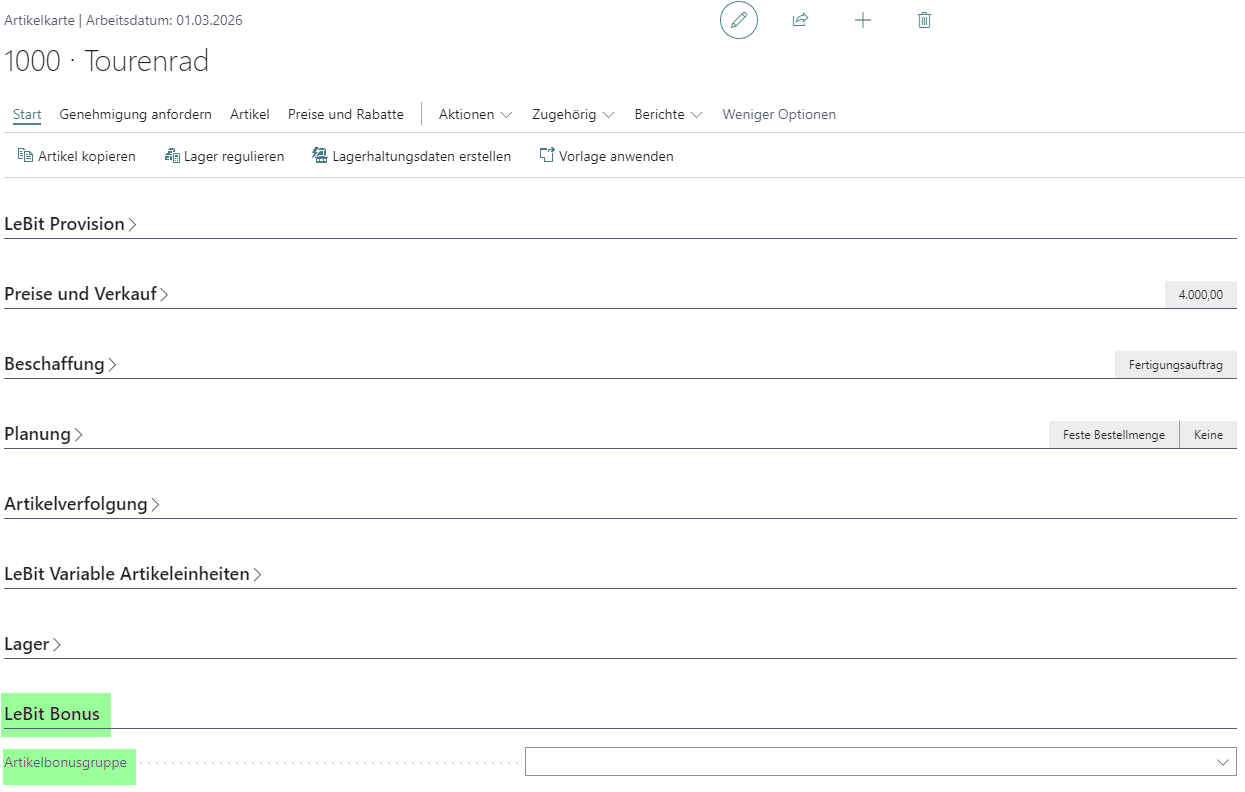 Artikelkarte | Arbeitsdatum: 01.03.2026
1000 · Tourenrad
Start Genehmigung anfordern Artikel Preise und Rabatte Aktionen Zugehörig Berichte Weniger Optionen
Artikel kopieren Lager regulieren Lagerhaltungsdaten erstellen Vorlage anwenden
LeBit Provision
Preise und Verkauf 4.000,00
Beschaffung Fertigungsauftrag
Planung Feste Bestellmenge Keine
Artikelverfolgung
LeBit Variable Artikeleinheiten
Lager
LeBit Bonus
Artikelbonusgruppe